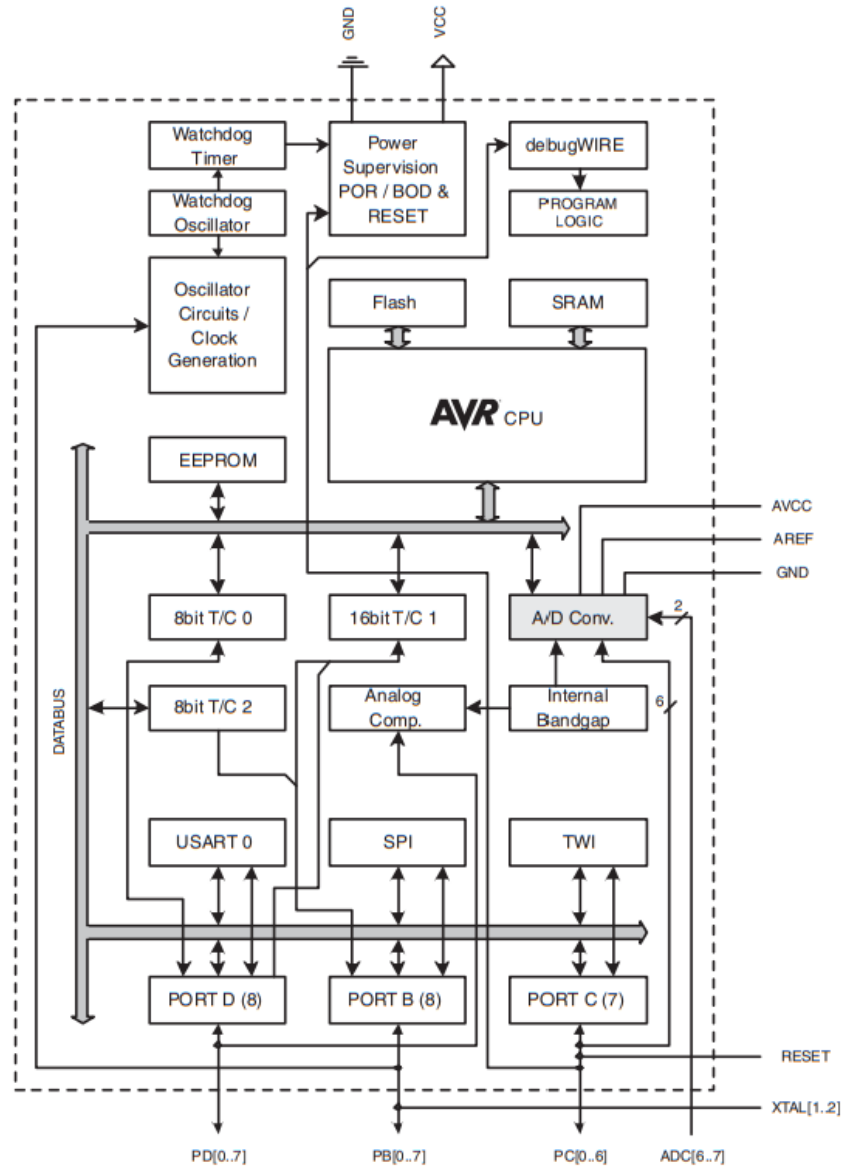 GND
VCC
Watchdog
Timer
Power
Supervision
POR / BOD &
RESET
debugWIRE
Watchdog
Oscillator
PROGRAM
LOGIC
Oscillator
Circuits /
Clock
Generation
Flash
SRAM
AVR CPU
EEPROM
AVCC
AREF
GND
8bit T/C 0
16bit T/C 1
A/D Conv.
2
DATABUS
8bit T/C 2
Analog
Comp.
Internal
Bandgap
6
USART 0
SPI
TWI
PORT D (8)
PORT B (8)
PORT C (7)
RESET
XTAL[1..2]
PD[0..7]
PB[0..7]
PC[0..6]
ADC[6..7]